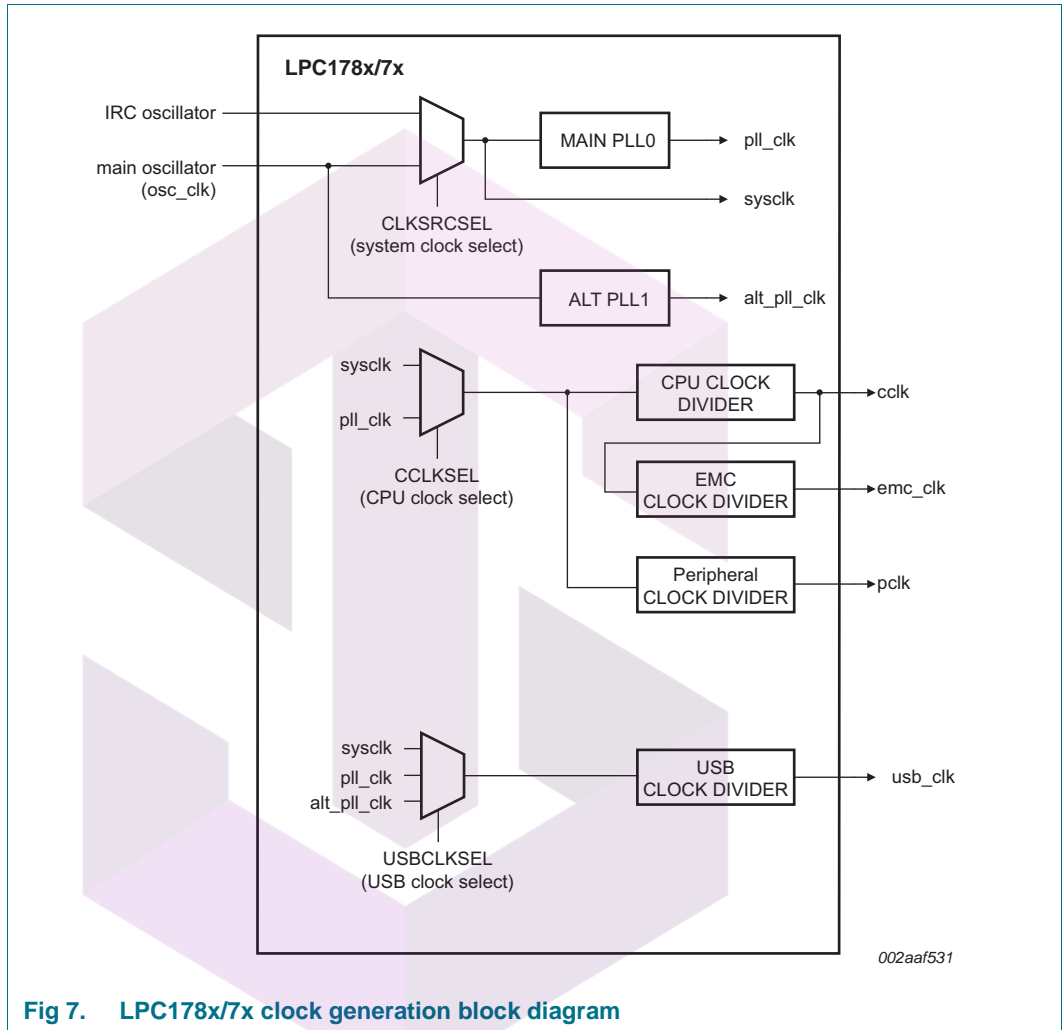 LPC178x/7x
IRC oscillator
main oscillator
(osc_clk)
CLKSRCSEL
(system clock select)
MAIN PLL0
pll_clk
sysclk
ALT PLL1
alt_pll_clk
sysclk
pll_clk
CCLKSEL
(CPU clock select)
CPU CLOCK
DIVIDER
cclk
EMC
CLOCK DIVIDER
emc_clk
Peripheral
CLOCK DIVIDER
pclk
sysclk
pll_clk
alt_pll_clk
USBCLKSEL
(USB clock select)
USB
CLOCK DIVIDER
usb_clk
002aaf531
Fig 7. LPC178x/7x clock generation block diagram